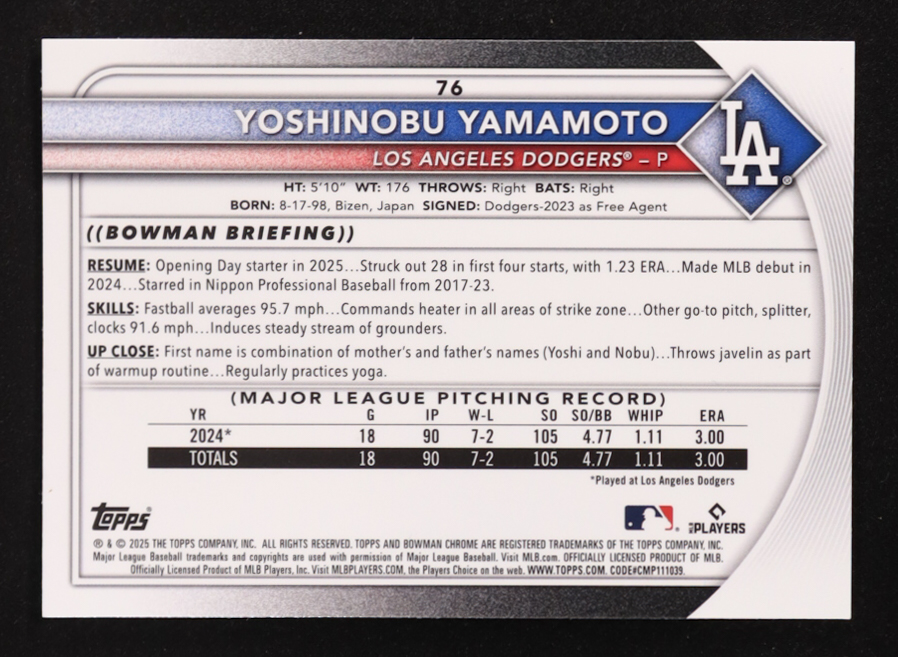 76
YOSHINOBU YAMAMOTO
LOS ANGELES DODGERS® – P
LA®
HT: 5'10" WT: 176 THROWS: Right BATS: Right
BORN: 8-17-98, Bizen, Japan SIGNED: Dodgers-2023 as Free Agent
((BOWMAN BRIEFING))
RESUME: Opening Day starter in 2025...Struck out 28 in first four starts, with 1.23 ERA...Made MLB debut in
2024...Starred in Nippon Professional Baseball from 2017-23.
SKILLS: Fastball averages 95.7 mph...Commands heater in all areas of strike zone...Other go-to pitch, splitter,
clocks 91.6 mph...Induces steady stream of grounders.
UP CLOSE: First name is combination of mother's and father's names (Yoshi and Nobu)...Throws javelin as part
of warmup routine...Regularly practices yoga.
(MAJOR LEAGUE PITCHING RECORD)
YR G IP W-L SO SO/BB WHIP ERA
2024* 18 90 7-2 105 4.77 1.11 3.00
TOTALS 18 90 7-2 105 4.77 1.11 3.00
*Played at Los Angeles Dodgers
Topps® MLB PLAYERS
® & © 2025 THE TOPPS COMPANY, INC. ALL RIGHTS RESERVED. TOPPS AND BOWMAN CHROME ARE REGISTERED TRADEMARKS OF THE TOPPS COMPANY, INC.
Major League Baseball trademarks and copyrights are used with permission of Major League Baseball. Visit MLB.com. OFFICIALLY LICENSED PRODUCT OF MLB.
Officially Licensed Product of MLB Players, Inc. Visit MLBPLAYERS.COM, the Players Choice on the web. WWW.TOPPS.COM. CODE#CMP111039.